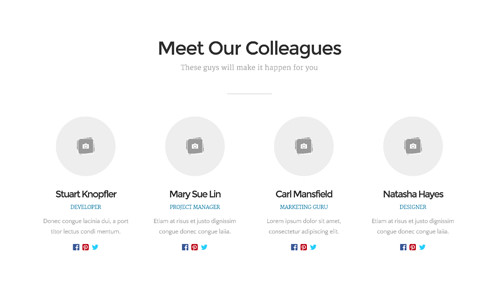 Meet Our Colleagues
These guys will make it happen for you
Stuart Knopfler
DEVELOPER
Donec congue lacinia dui, a port
titor lectus condi mentum.
Mary Sue Lin
PROJECT MANAGER
Etiam at risus et justo dignissim
congue donec congue lasia.
Carl Mansfield
MARKETING GURU
Lorem ipsum dolor sit amet,
consectetur adipiscing elit.
Natasha Hayes
DESIGNER
Etiam at risus et justo dignissim
congue donec congue lasia.